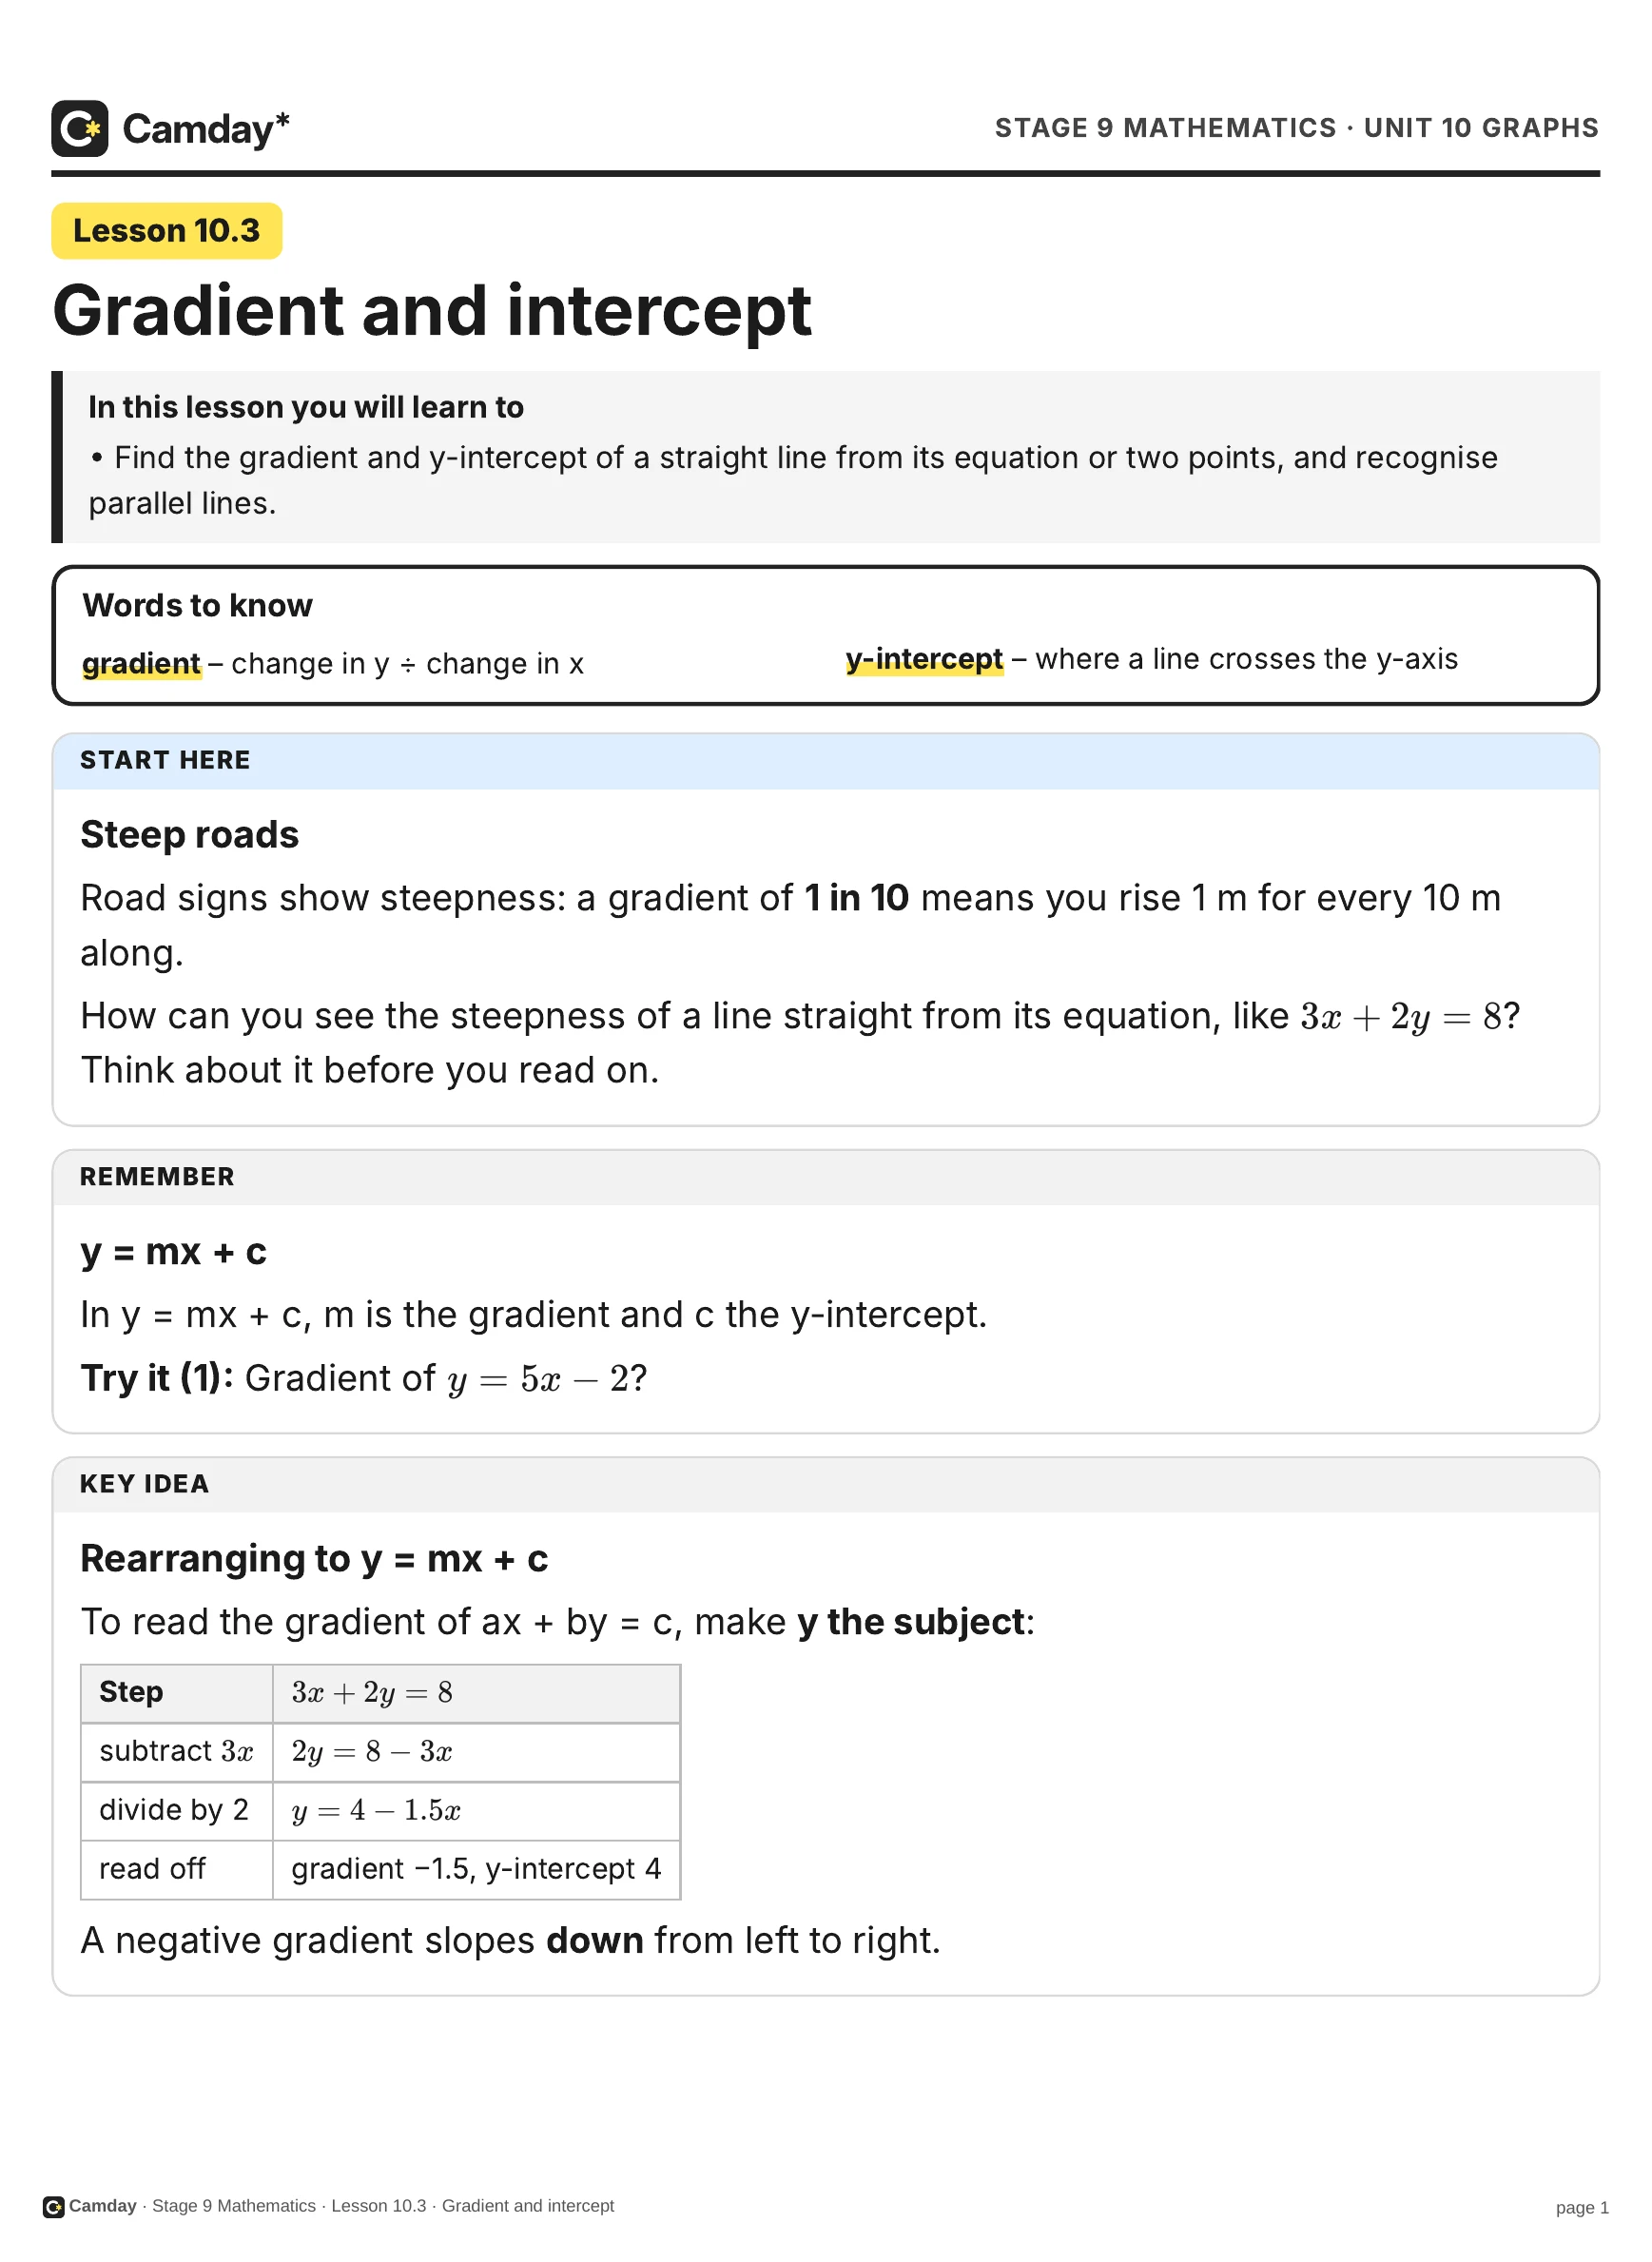 Camday*
STAGE 9 MATHEMATICS · UNIT 10 GRAPHS
Lesson 10.3
Gradient and intercept
In this lesson you will learn to
• Find the gradient and y-intercept of a straight line from its equation or two points, and recognise
parallel lines.
Words to know
gradient – change in y ÷ change in x
y-intercept – where a line crosses the y-axis
START HERE
Steep roads
Road signs show steepness: a gradient of 1 in 10 means you rise 1 m for every 10 m
along.
How can you see the steepness of a line straight from its equation, like 3x + 2y = 8?
Think about it before you read on.
REMEMBER
y = mx + c
In y = mx + c, m is the gradient and c the y-intercept.
Try it (1): Gradient of y = 5x − 2?
KEY IDEA
Rearranging to y = mx + c
To read the gradient of ax + by = c, make y the subject:
Step 3x + 2y = 8
subtract 3x 2y = 8 − 3x
divide by 2 y = 4 − 1.5x
read off gradient −1.5, y-intercept 4
A negative gradient slopes down from left to right.
Camday · Stage 9 Mathematics · Lesson 10.3 · Gradient and intercept
page 1